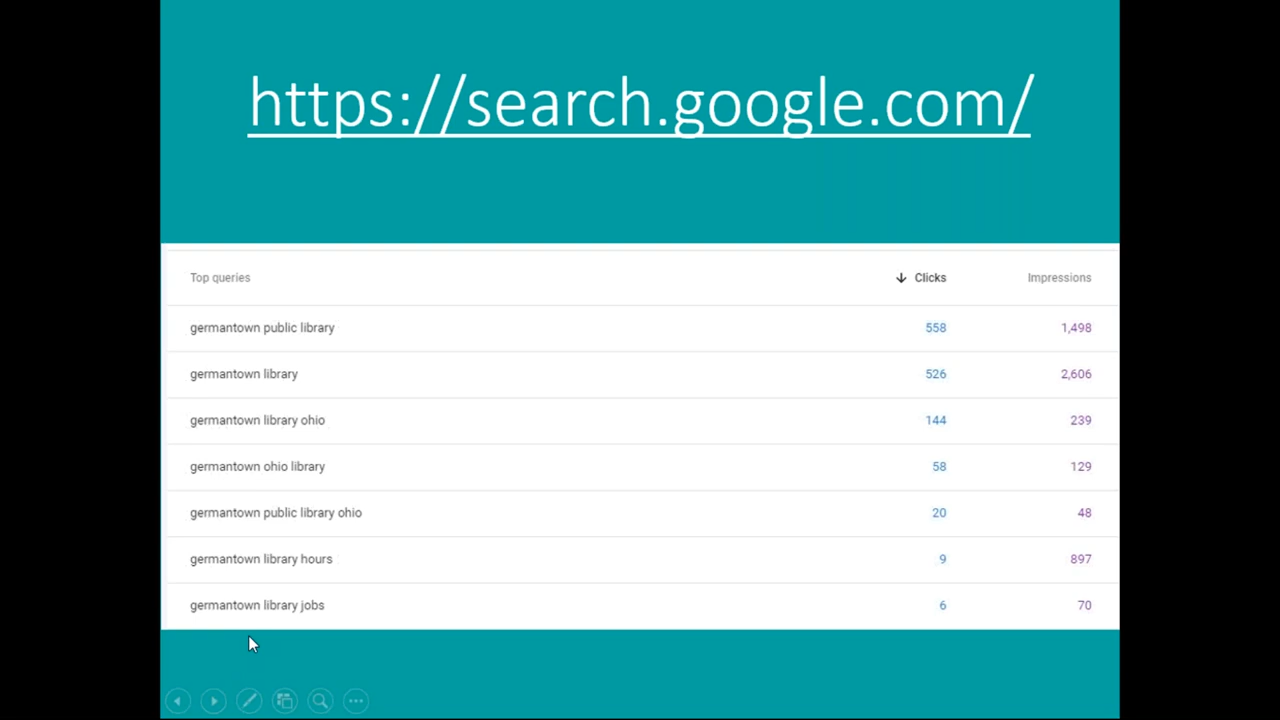 https://search.google.com/
Top queries ↓ Clicks Impressions
germantown public library 558 1,498
germantown library 526 2,606
germantown library ohio 144 239
germantown ohio library 58 129
germantown public library ohio 20 48
germantown library hours 9 897
germantown library jobs 6 70